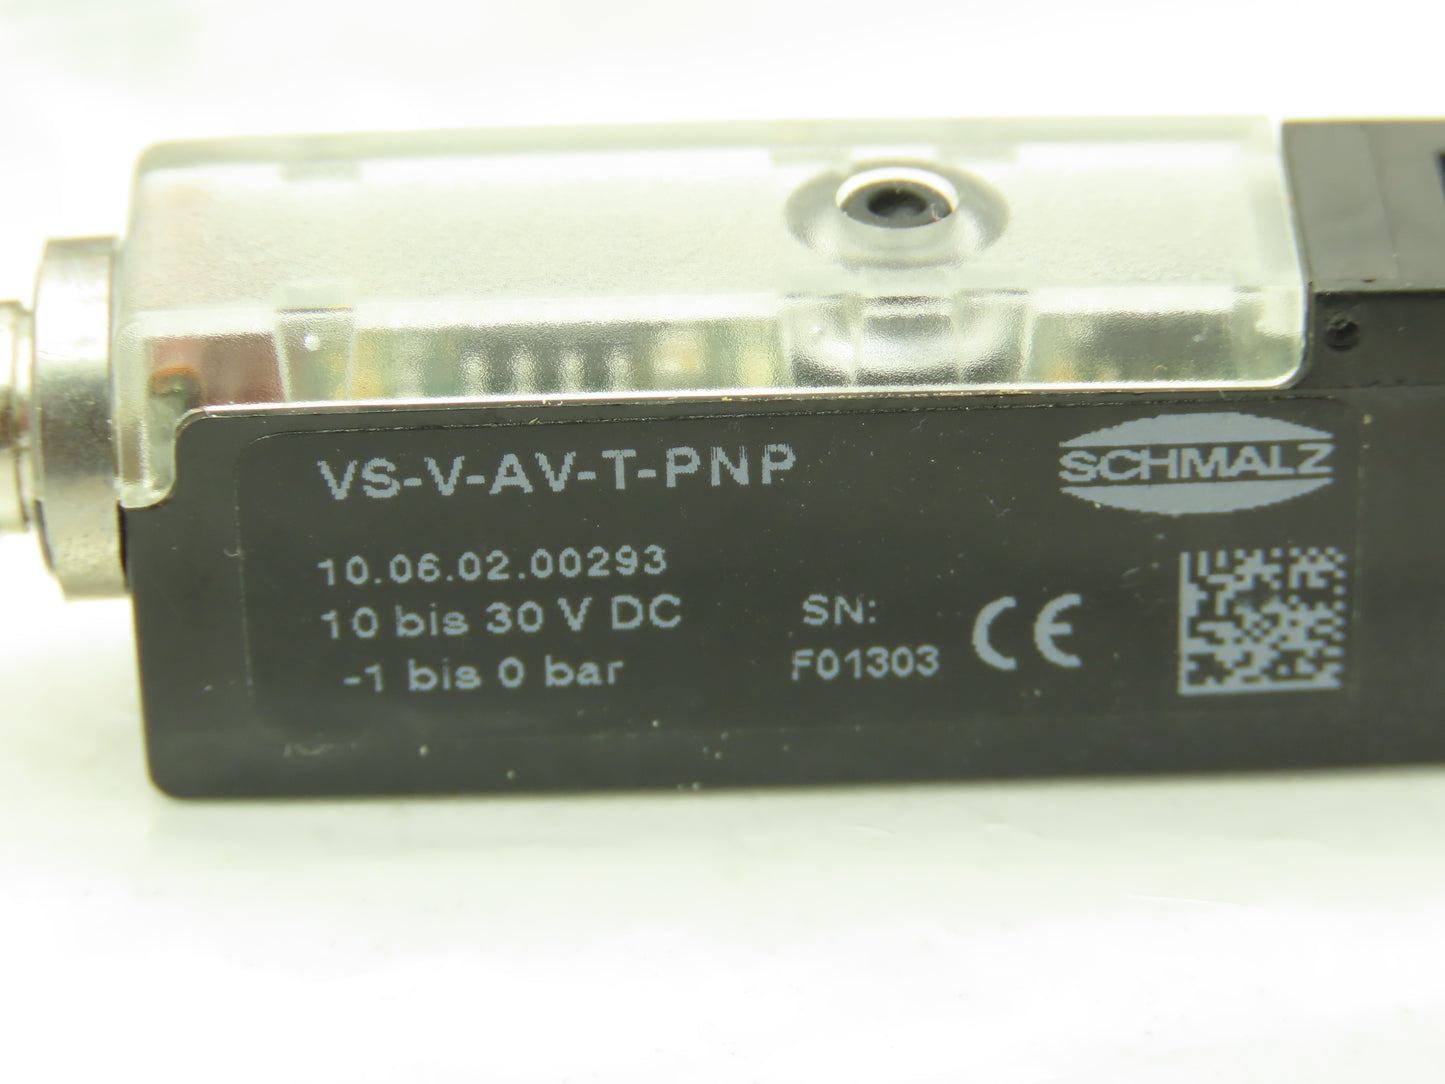 VS-V-AV-T-PNP
SCHMALZ
10.06.02.00293
10 bis 30 V DC
-1 bis 0 bar
SN:
F01303
CE